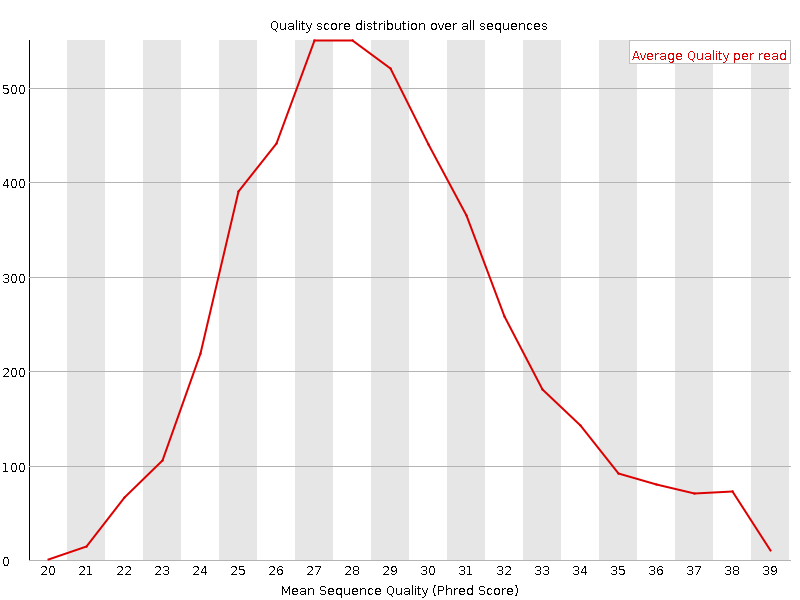 Quality score distribution over all sequences
Average Quality per read
500
400
300
200
100
0
20 21 22 23 24 25 26 27 28 29 30 31 32 33 34 35 36 37 38 39
Mean Sequence Quality (Phred Score)